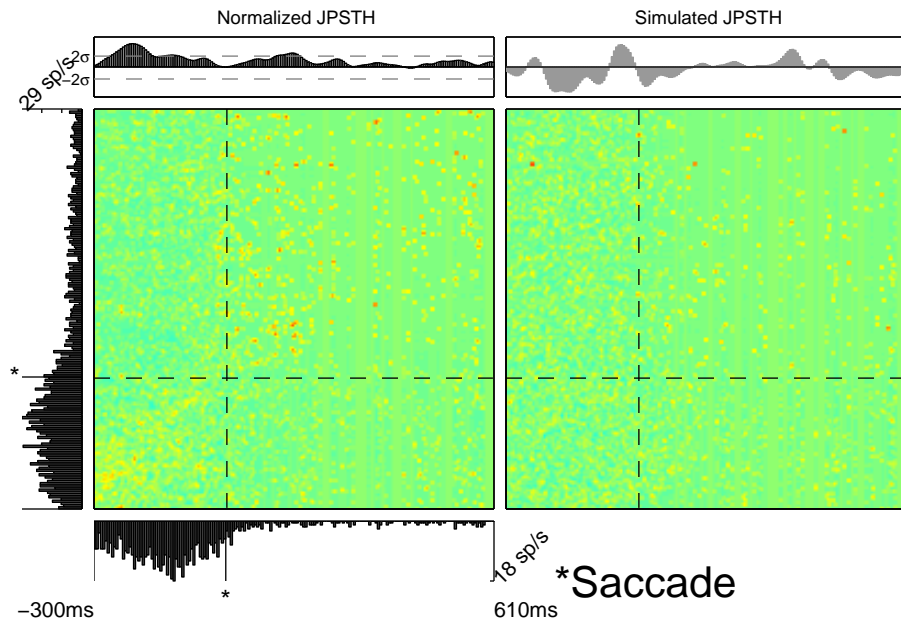 Normalized JPSTH
Simulated JPSTH
2σ
−2σ
29 sp/s
*
18 sp/s
*
*Saccade
−300ms
610ms